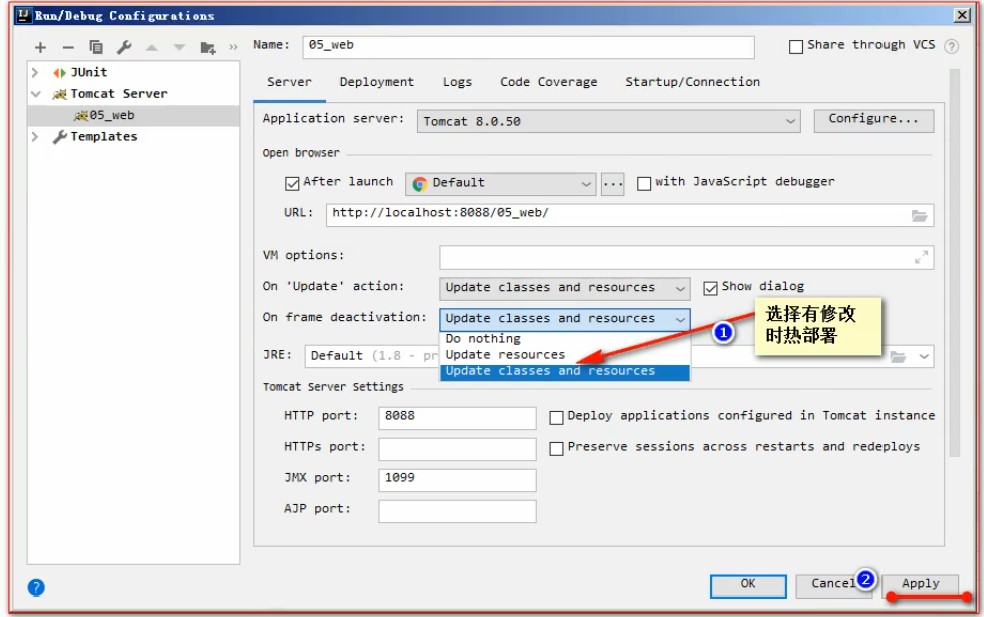 Run/Debug Configurations
Name: 05_web
Share through VCS
JUnit
Tomcat Server
05_web
Templates
Server Deployment Logs Code Coverage Startup/Connection
Application server: Tomcat 8.0.50 Configure...
Open browser
After launch Default ... with JavaScript debugger
URL: http://localhost:8088/05_web/
VM options:
On 'Update' action: Update classes and resources Show dialog
On frame deactivation: Update classes and resources
Do nothing
Update resources
Update classes and resources
1
选择有修改
时热部署
JRE: Default (1.8 - pr
Tomcat Server Settings
HTTP port: 8088 Deploy applications configured in Tomcat instance
HTTPs port: Preserve sessions across restarts and redeploys
JMX port: 1099
AJP port:
OK Cancel 2 Apply